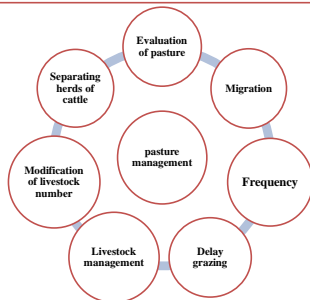 Evaluation
of pasture
Migration
Frequency
Delay
grazing
Livestock
management
Modification
of livestock
number
Separating
herds of
cattle
pasture
management